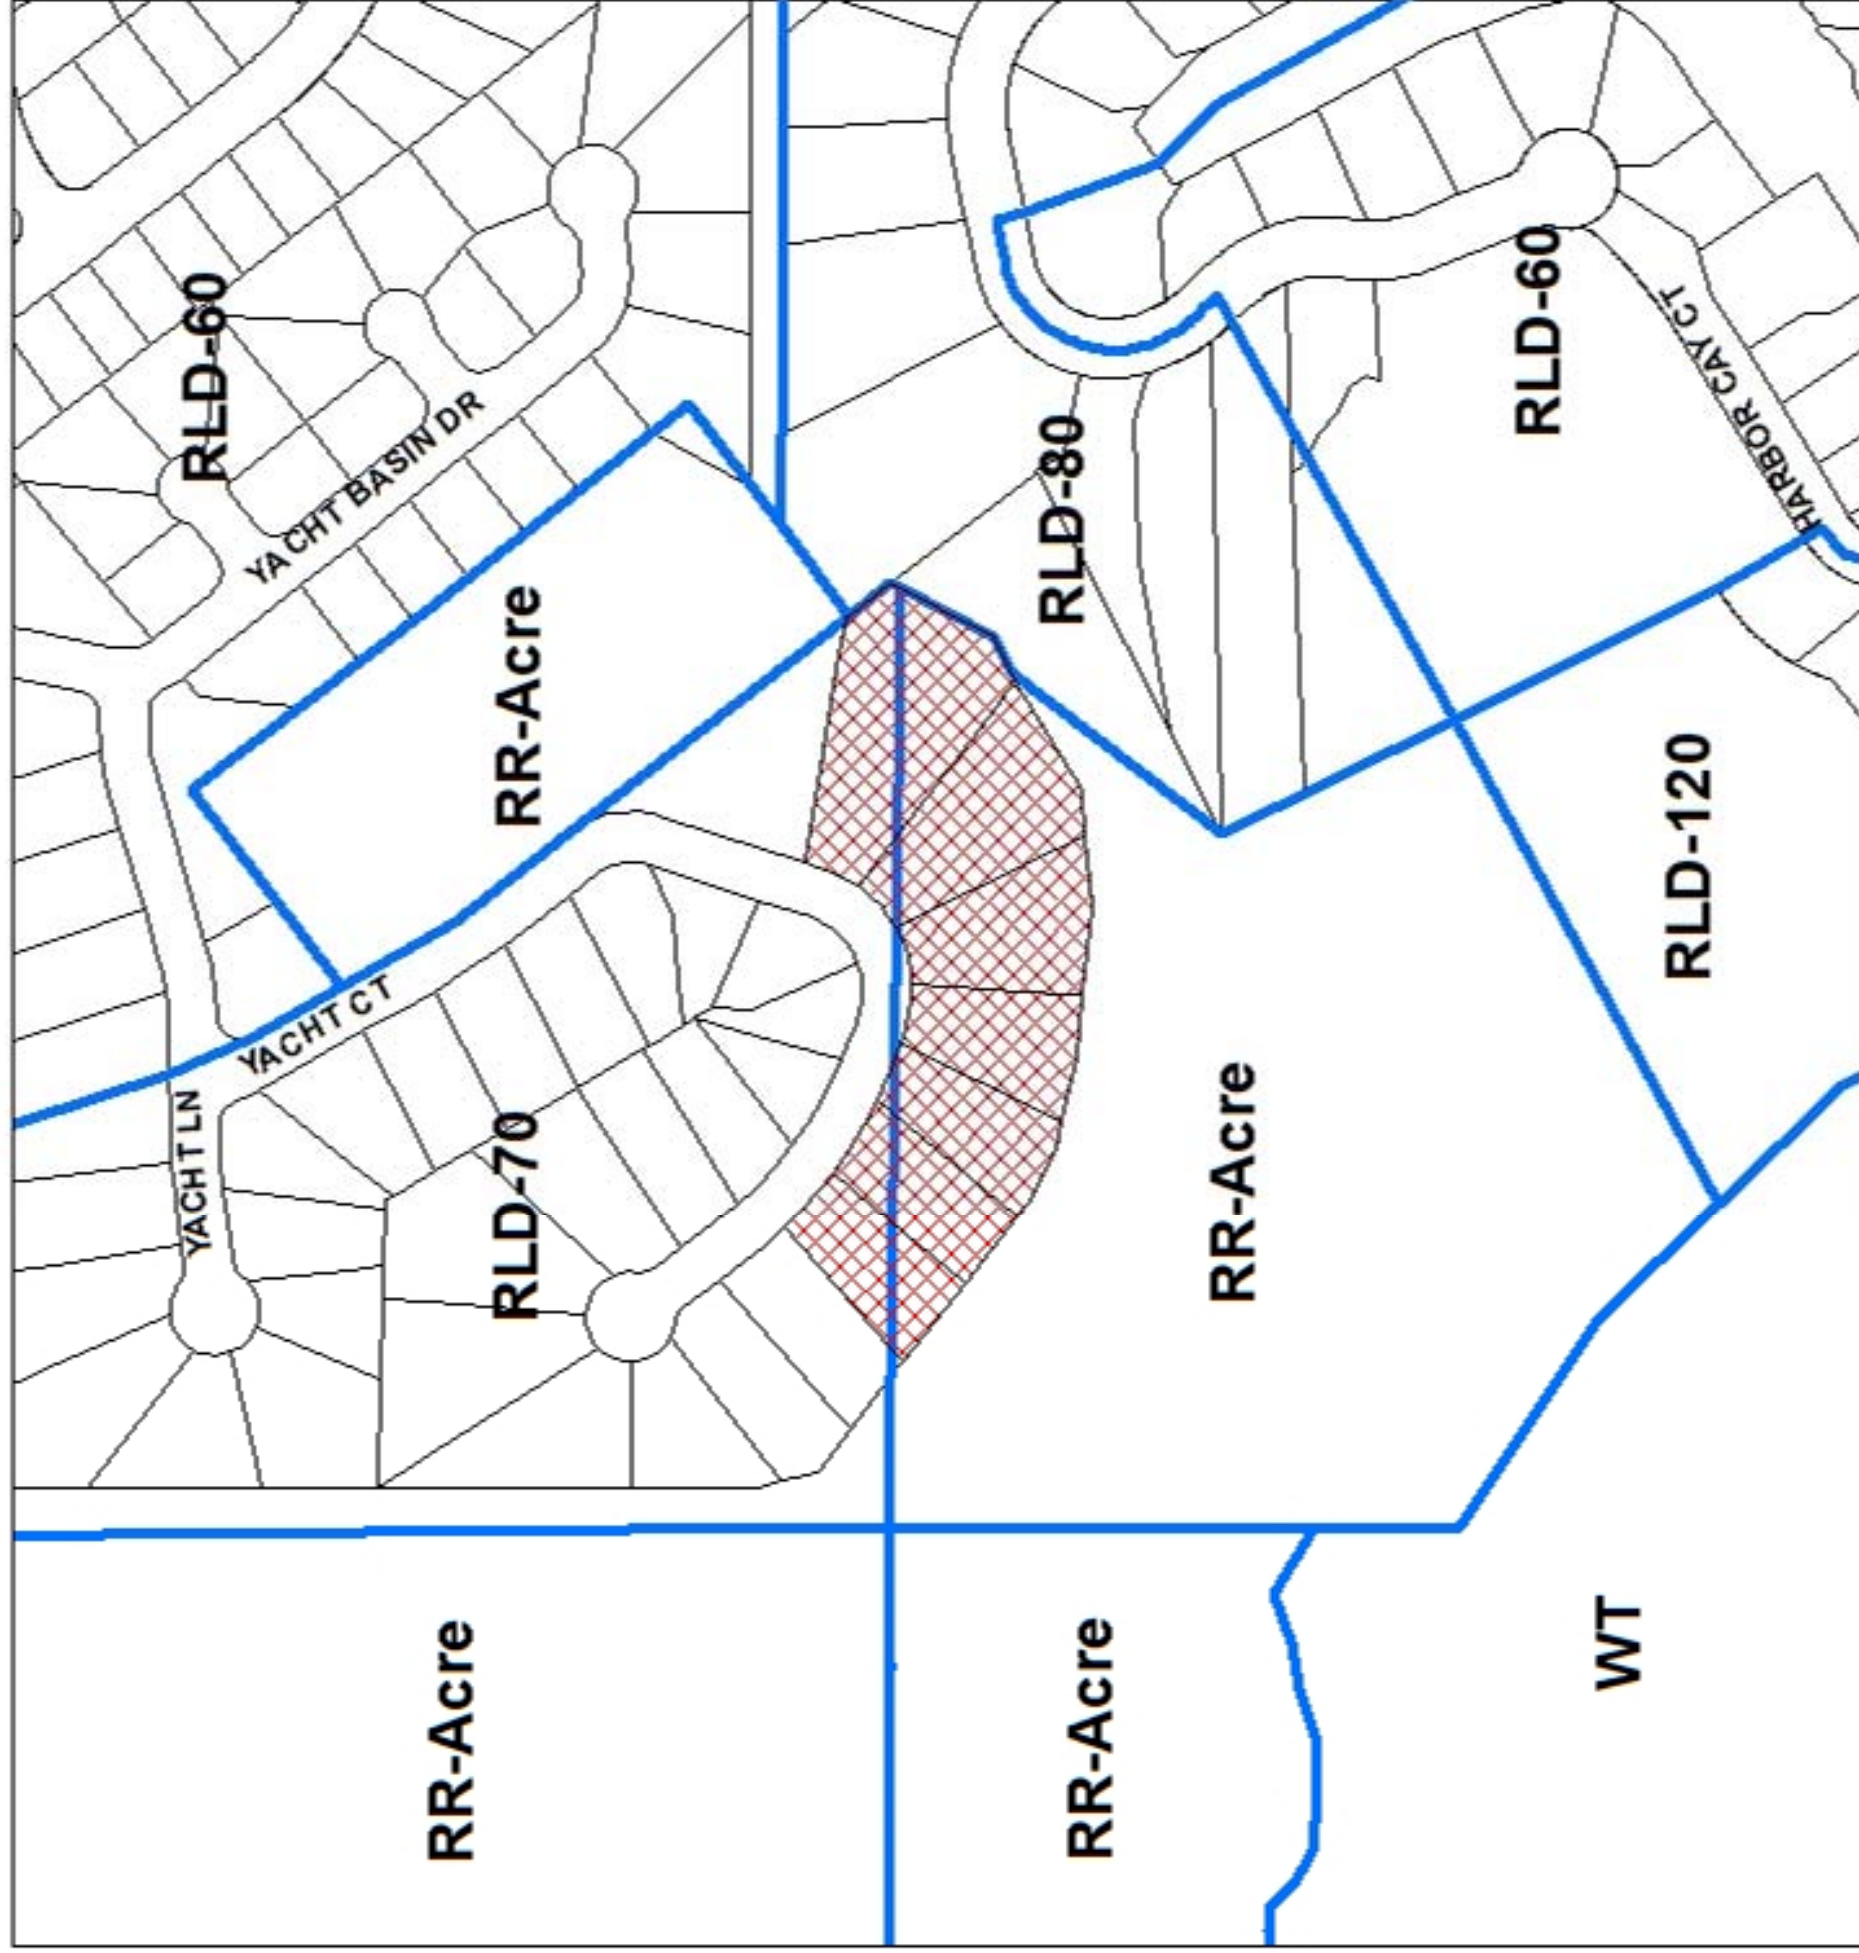 RLD-60
YACHT BASIN DR
RR-Acre
RLD-80
RLD-60
HARBOR CAY CT
RLD-120
YACHT CT
YACHT LN
RLD-70
RR-Acre
RR-Acre
RR-Acre
WT